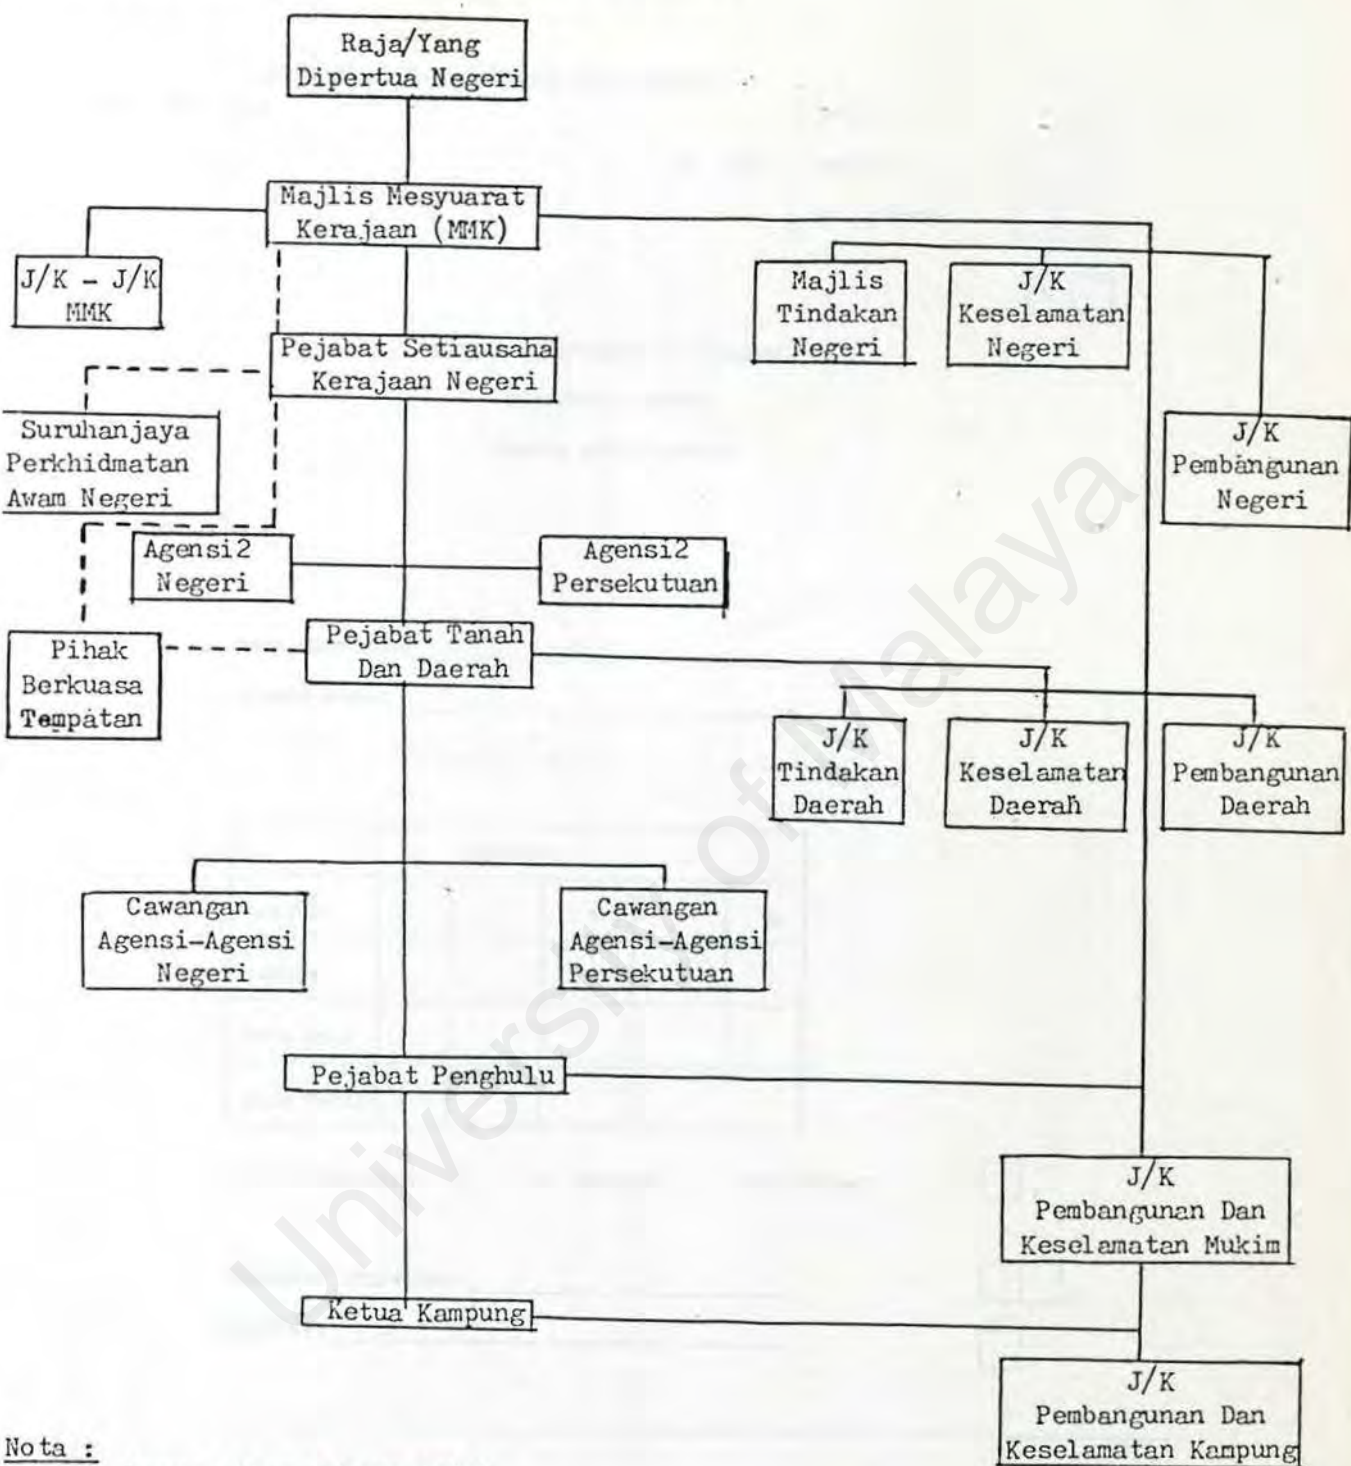 Raja/Yang
Dipertua Negeri
Majlis Mesyuarat
Kerajaan (MMK)
J/K - J/K
MMK
Majlis
Tindakan
Negeri
J/K
Keselamatan
Negeri
J/K
Pembangunan
Negeri
Pejabat Setiausaha
Kerajaan Negeri
Suruhanjaya
Perkhidmatan
Awam Negeri
Agensi2
Negeri
Agensi2
Persekutuan
Pihak
Berkuasa
Tempatan
Pejabat Tanah
Dan Daerah
J/K
Tindakan
Daerah
J/K
Keselamatan
Daerah
J/K
Pembangunan
Daerah
Cawangan
Agensi-Agensi
Negeri
Cawangan
Agensi-Agensi
Persekutuan
Pejabat Penghulu
J/K
Pembangunan Dan
Keselamatan Mukim
Ketua Kampung
J/K
Pembangunan Dan
Keselamatan Kampung
Nota :
University of Malaya